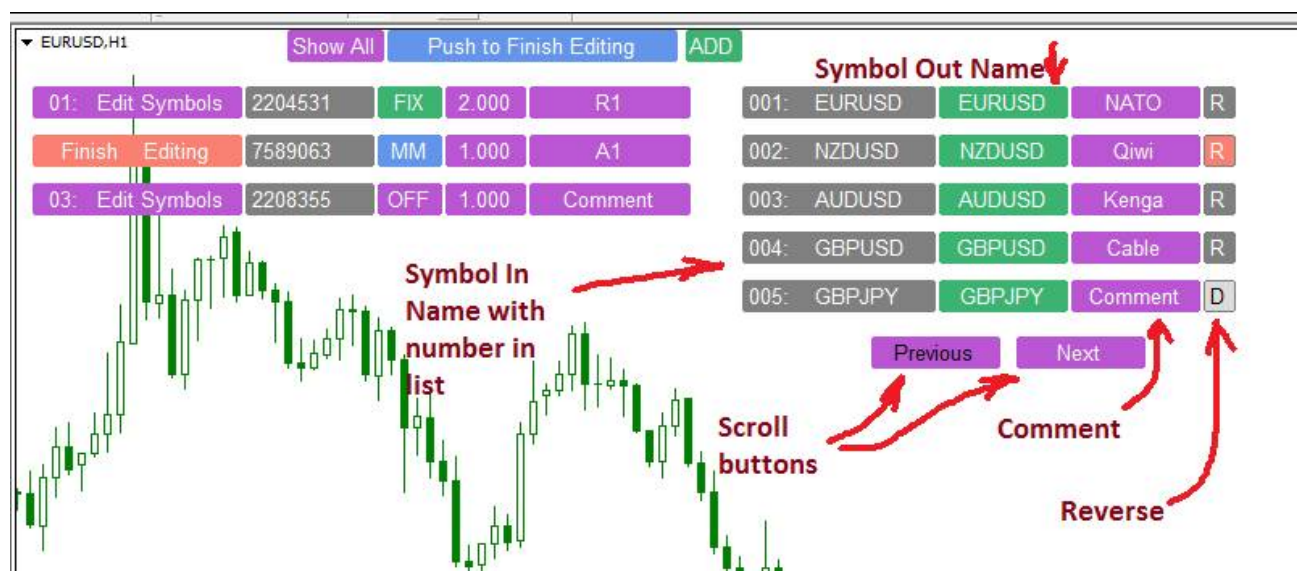 EURUSD,H1
Show All Push to Finish Editing ADD
Symbol Out Name
01: Edit Symbols 2204531 FIX 2.000 R1
Finish Editing 7589063 MM 1.000 A1
03: Edit Symbols 2208355 OFF 1.000 Comment
001: EURUSD EURUSD NATO R
002: NZDUSD NZDUSD Qiwi R
003: AUDUSD AUDUSD Kenga R
004: GBPUSD GBPUSD Cable R
005: GBPJPY GBPJPY Comment D
Symbol In
Name with
number in
list
Previous Next
Scroll
buttons
Comment
Reverse